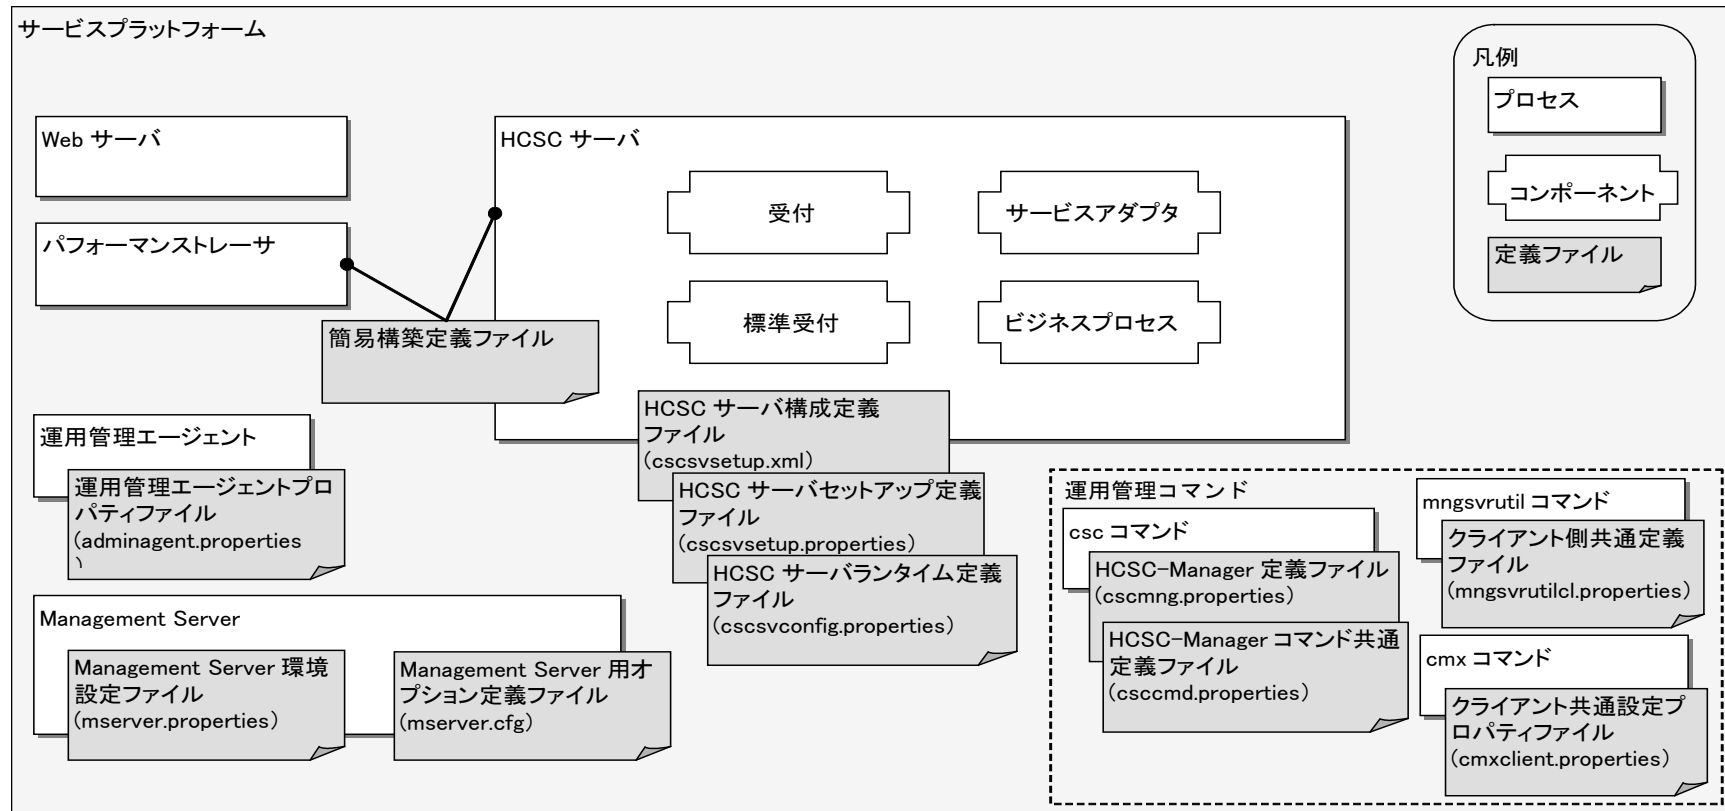 サービスプラットフォーム
凡例
プロセス
コンポーネント
定義ファイル
Web サーバ
パフォーマンストレーサ
HCSC サーバ
受付
サービスアダプタ
標準受付
ビジネスプロセス
簡易構築定義ファイル
HCSC サーバ構成定義
ファイル
(cscsvsetup.xml)
HCSC サーバセットアップ定義
ファイル
(cscsvsetup.properties)
HCSC サーバランタイム定義
ファイル
(cscsvconfig.properties)
運用管理エージェント
運用管理エージェントプロ
パティファイル
(adminagent.properties
)
Management Server
Management Server 環境
設定ファイル
(mserver.properties)
Management Server 用オ
プション定義ファイル
(mserver.cfg)
運用管理コマンド
csc コマンド
HCSC-Manager 定義ファイル
(cscmng.properties)
HCSC-Manager コマンド共通
定義ファイル
(csccmd.properties)
mngsvrutil コマンド
クライアント側共通定義
ファイル
(mngsvrutilcl.properties)
cmx コマンド
クライアント共通設定プ
ロパティファイル
(cmxclient.properties)